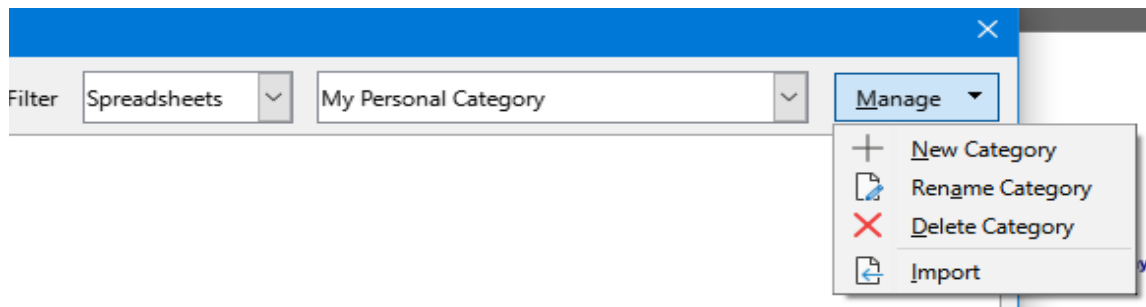 Filter Spreadsheets My Personal Category Manage
New Category
Rename Category
Delete Category
Import